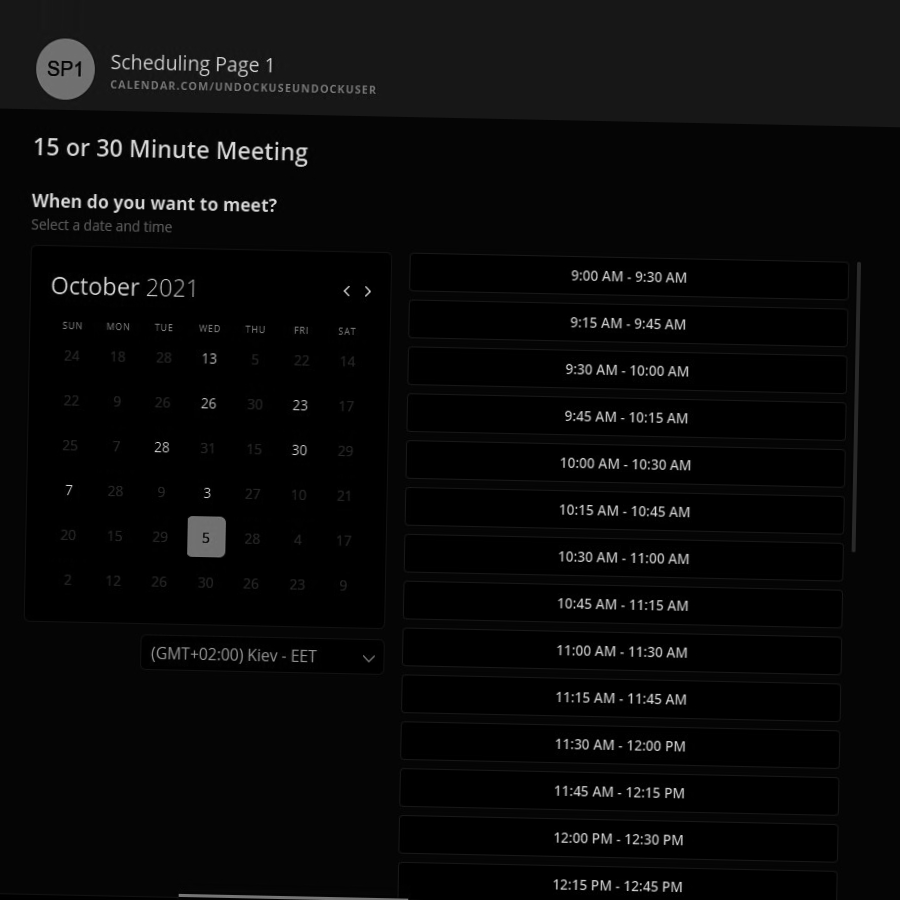 SP1
Scheduling Page 1
CALENDAR.COM/UNDOCKUSEUNDOCKUSER
15 or 30 Minute Meeting
When do you want to meet?
Select a date and time
October 2021
SUN MON TUE WED THU FRI SAT
24 18 28 13 5 22 14
22 9 26 26 30 23 17
25 7 28 31 15 30 29
7 28 9 3 27 10 21
20 15 29 5 28 4 17
2 12 26 30 26 23 9
(GMT+02:00) Kiev - EET
9:00 AM - 9:30 AM
9:15 AM - 9:45 AM
9:30 AM - 10:00 AM
9:45 AM - 10:15 AM
10:00 AM - 10:30 AM
10:15 AM - 10:45 AM
10:30 AM - 11:00 AM
10:45 AM - 11:15 AM
11:00 AM - 11:30 AM
11:15 AM - 11:45 AM
11:30 AM - 12:00 PM
11:45 AM - 12:15 PM
12:00 PM - 12:30 PM
12:15 PM - 12:45 PM